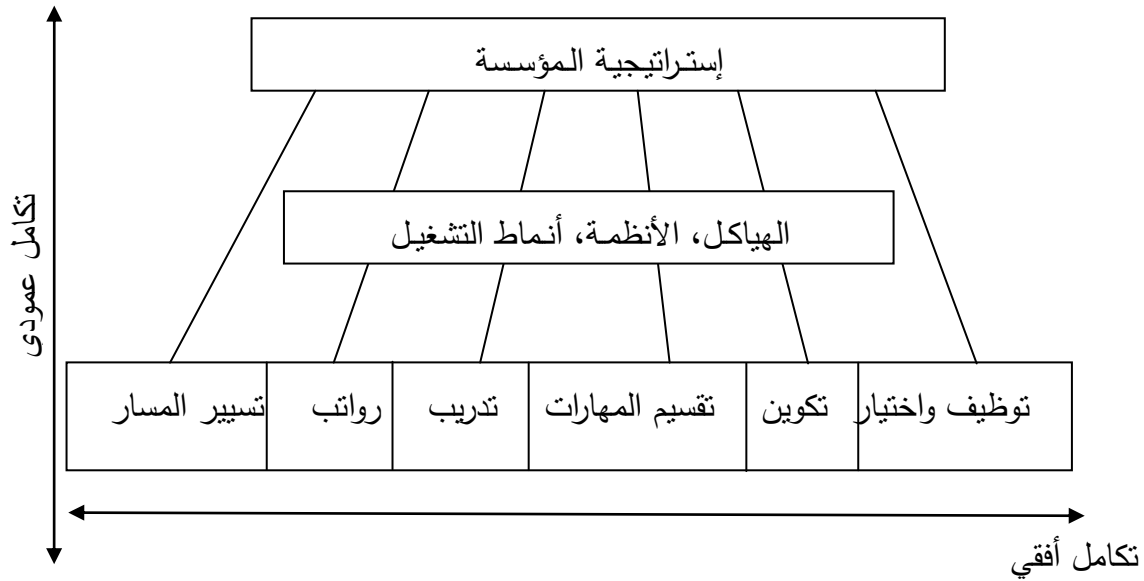 إستراتيجية المؤسسة
الهياكل، الأنظمة، أنماط التشغيل
توظيف واختيار
تكوين
تقسيم المهارات
تدريب
رواتب
تسيير المسار
تكامل عمودي
تكامل أفقي